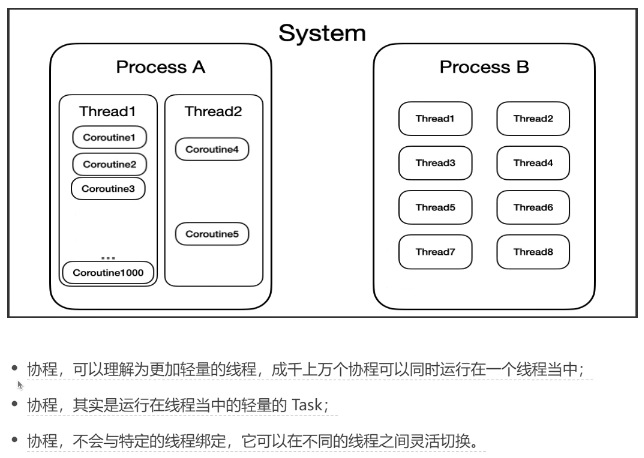 System
Process A
Process B
Thread1
Thread2
Coroutine1
Coroutine2
Coroutine3
...
Coroutine1000
Coroutine4
Coroutine5
Thread1
Thread2
Thread3
Thread4
Thread5
Thread6
Thread7
Thread8
• 协程，可以理解为更加轻量的线程，成千上万个协程可以同时运行在一个线程当中；
• 协程，其实是运行在线程当中的轻量的 Task；
• 协程，不会与特定的线程绑定，它可以在不同的线程之间灵活切换。